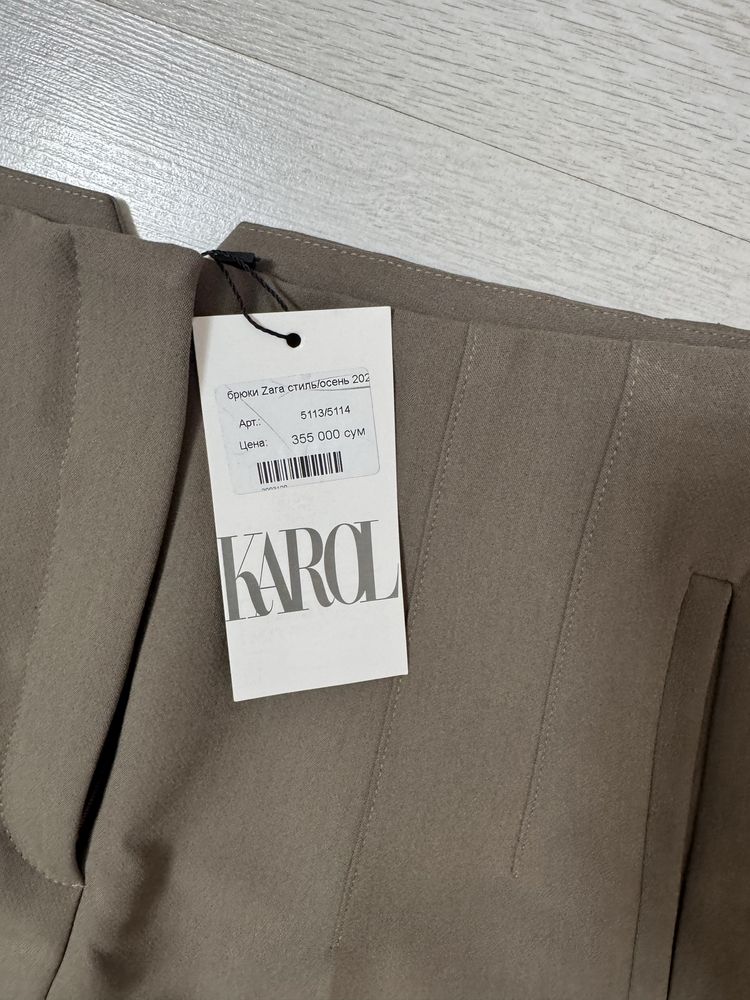 брюки Zara стиль/осень 202
Арт.: 5113/5114
Цена: 355 000 сум
KAROL